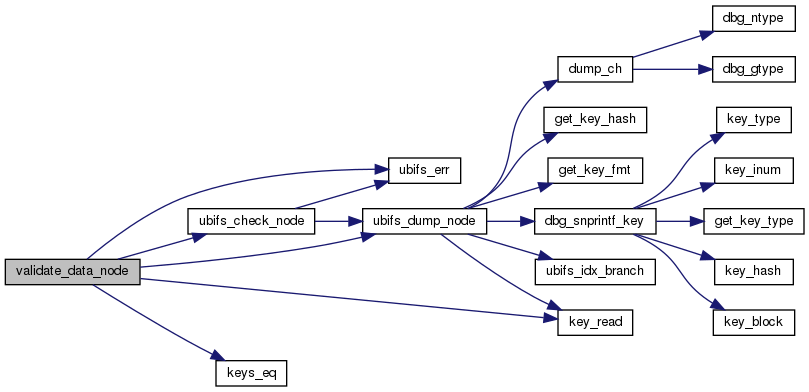 dbg_ntype
dump_ch
dbg_gtype
get_key_hash
key_type
ubifs_err
get_key_fmt
key_inum
ubifs_check_node
ubifs_dump_node
dbg_snprintf_key
get_key_type
validate_data_node
ubifs_idx_branch
key_hash
key_read
key_block
keys_eq